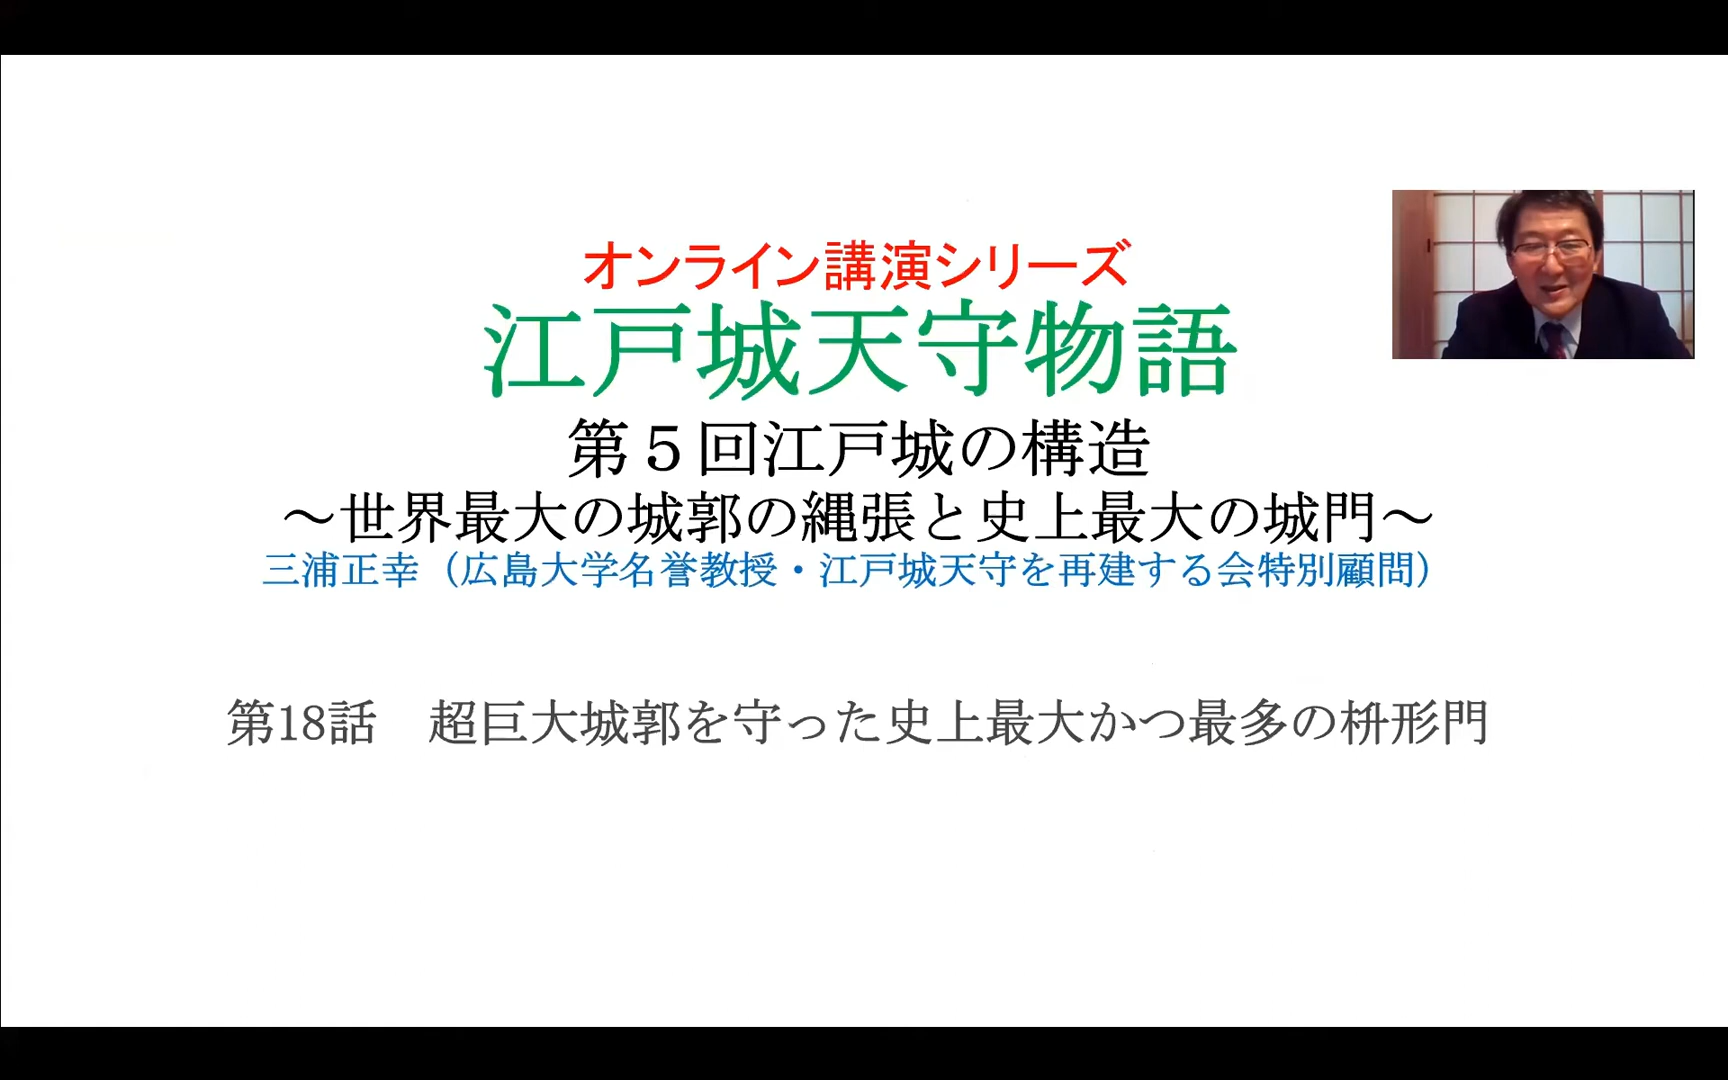 オンライン講演シリーズ
江戸城天守物語
第５回江戸城の構造
～世界最大の城郭の縄張と史上最大の城門～
三浦正幸（広島大学名誉教授・江戸城天守を再建する会特別顧問）
第18話　超巨大城郭を守った史上最大かつ最多の枡形門